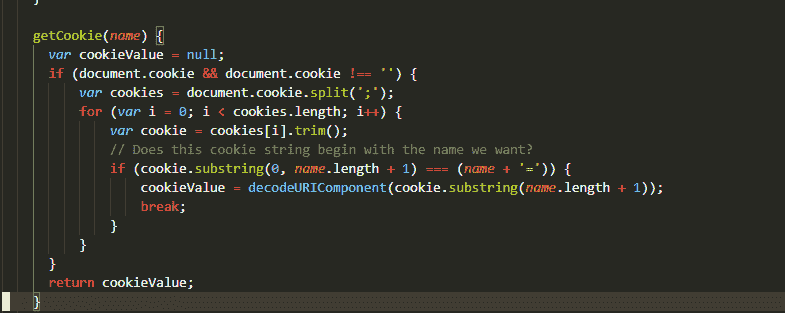 }
getCookie(name) {
var cookieValue = null;
if (document.cookie && document.cookie !== '') {
var cookies = document.cookie.split(';');
for (var i = 0; i < cookies.length; i++) {
var cookie = cookies[i].trim();
// Does this cookie string begin with the name we want?
if (cookie.substring(0, name.length + 1) === (name + '=')) {
cookieValue = decodeURIComponent(cookie.substring(name.length + 1));
break;
}
}
}
return cookieValue;
}